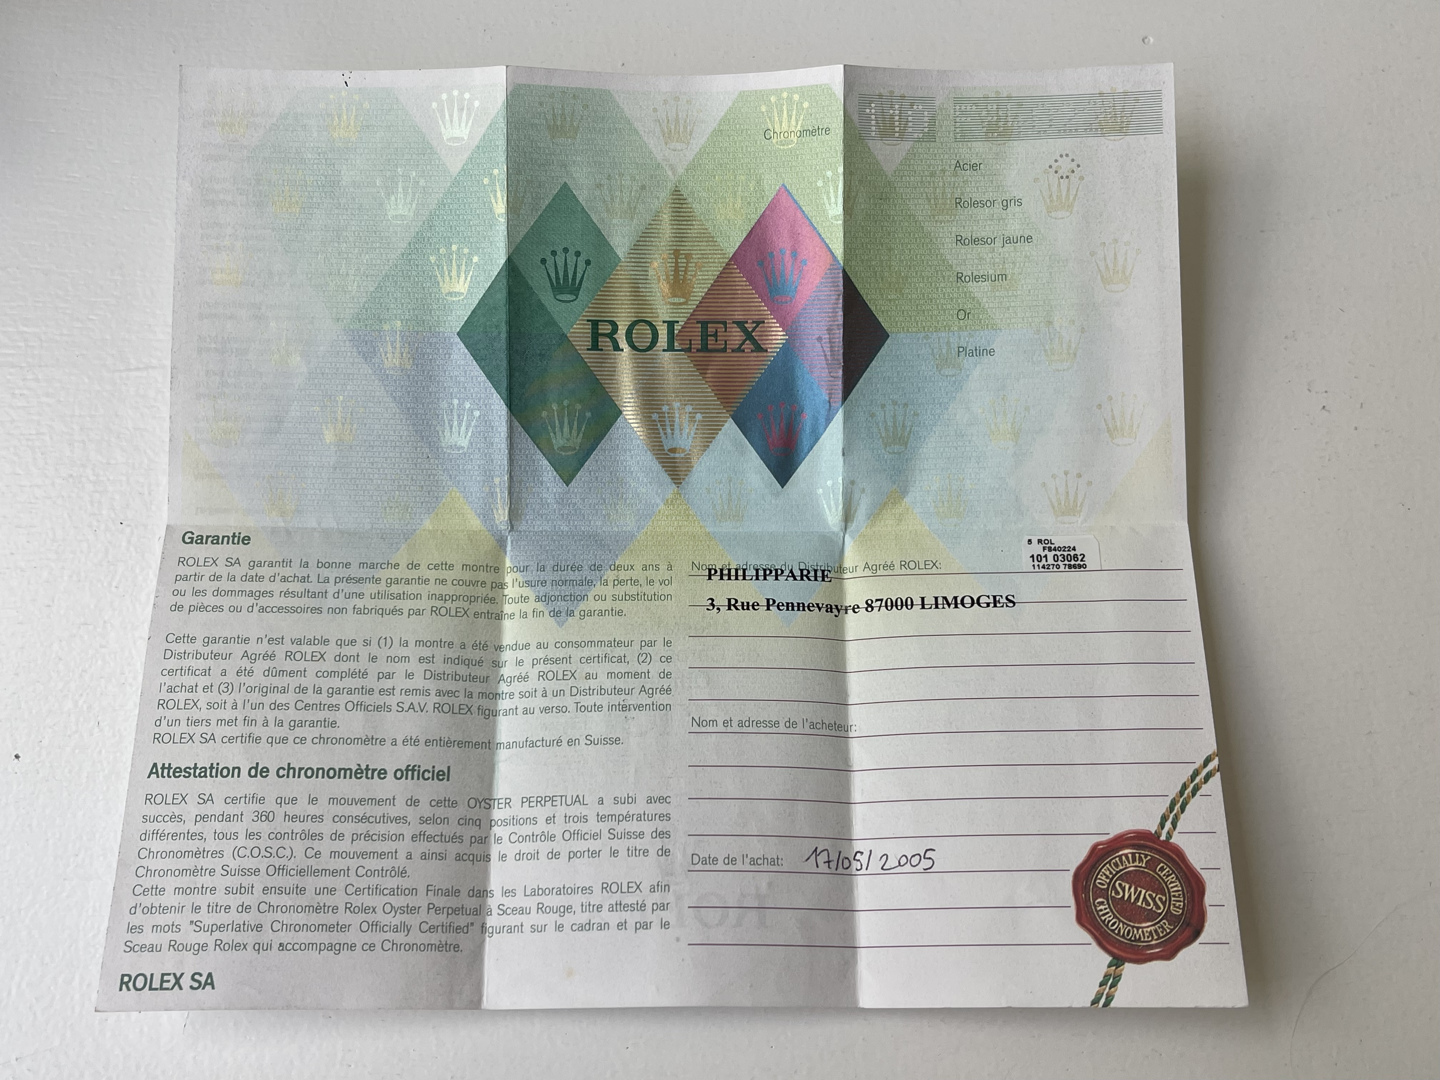 Chronomètre
Acier
Rolesor gris
Rolesor jaune
Rolesium
Or
Platine
ROLEX
Garantie
ROLEX SA garantit la bonne marche de cette montre pour la durée de deux ans à
partir de la date d'achat. La présente garantie ne couvre pas l'usure normale, la perte, le vol
ou les dommages résultant d'une utilisation inappropriée. Toute adjonction ou substitution
de pièces ou d'accessoires non fabriqués par ROLEX entraîne la fin de la garantie.
Cette garantie n'est valable que si (1) la montre a été vendue au consommateur par le
Distributeur Agréé ROLEX dont le nom est indiqué sur le présent certificat, (2) ce
certificat a été dûment complété par le Distributeur Agréé ROLEX au moment de
l'achat et (3) l'original de la garantie est remis avec la montre soit à un Distributeur Agréé
ROLEX, soit à l'un des Centres Officiels S.A.V. ROLEX figurant au verso. Toute intervention
d'un tiers met fin à la garantie.
ROLEX SA certifie que ce chronomètre a été entièrement manufacturé en Suisse.
Attestation de chronomètre officiel
ROLEX SA certifie que le mouvement de cette OYSTER PERPETUAL a subi avec
succès, pendant 360 heures consécutives, selon cinq positions et trois températures
différentes, tous les contrôles de précision effectués par le Contrôle Officiel Suisse des
Chronomètres (C.O.S.C.). Ce mouvement a ainsi acquis le droit de porter le titre de
Chronomètre Suisse Officiellement Contrôlé.
Cette montre subit ensuite une Certification Finale dans les Laboratoires ROLEX afin
d'obtenir le titre de Chronomètre Rolex Oyster Perpetual à Sceau Rouge, titre attesté par
les mots "Superlative Chronometer Officially Certified" figurant sur le cadran et par le
Sceau Rouge Rolex qui accompagne ce Chronomètre.
ROLEX SA
Nom et adresse du Distributeur Agréé ROLEX:
PHILIPPARIE
3, Rue Pennevayre 87000 LIMOGES
ROL
F840224
101 03062
114270 78690
Nom et adresse de l'acheteur:
Date de l'achat: 17/05/2005
OFFICIALLY CERTIFIED
SWISS
CHRONOMETER